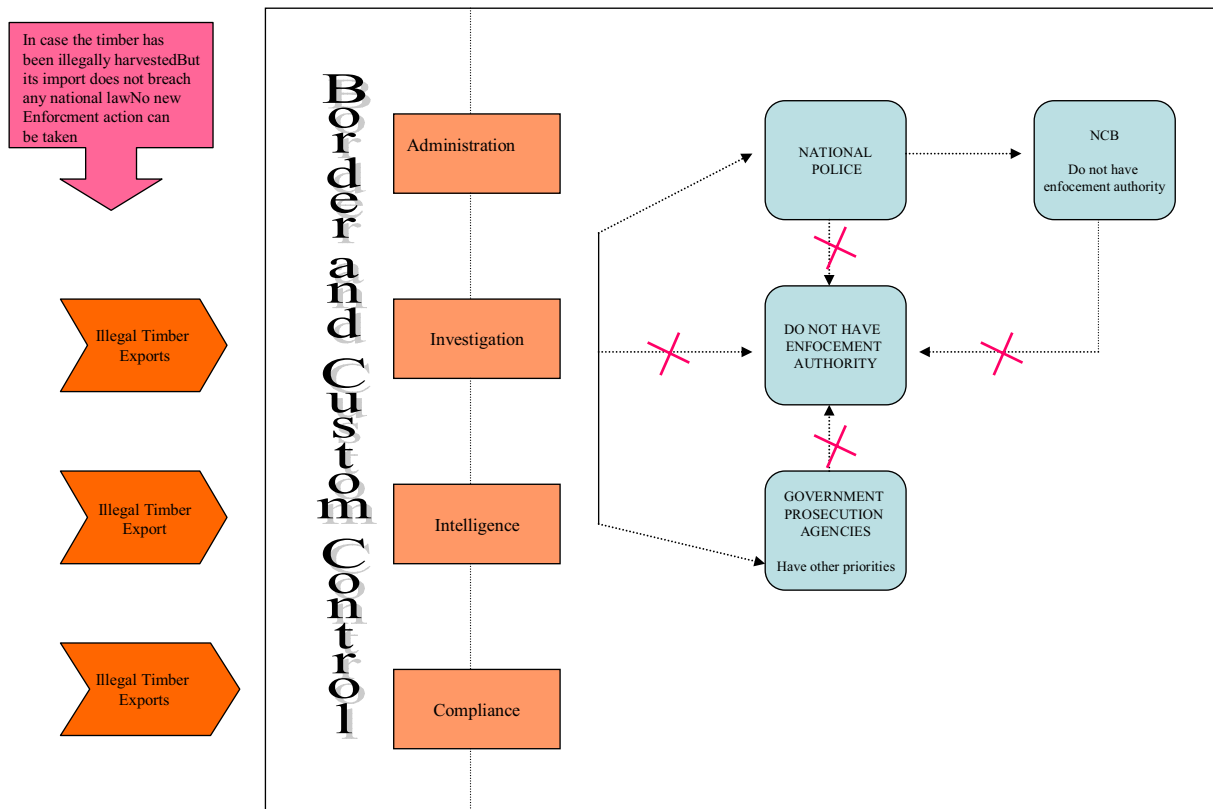 In case the timber has
been illegally harvestedBut
its import does not breach
any national lawNo new
Enforcment action can
be taken
Illegal Timber
Exports
Illegal Timber
Export
Illegal Timber
Exports
Border and Custom Control
Administration
Investigation
Intelligence
Compliance
NATIONAL
POLICE
NCB
Do not have
enfocement authority
DO NOT HAVE
ENFOCEMENT
AUTHORITY
GOVERNMENT
PROSECUTION
AGENCIES
Have other priorities